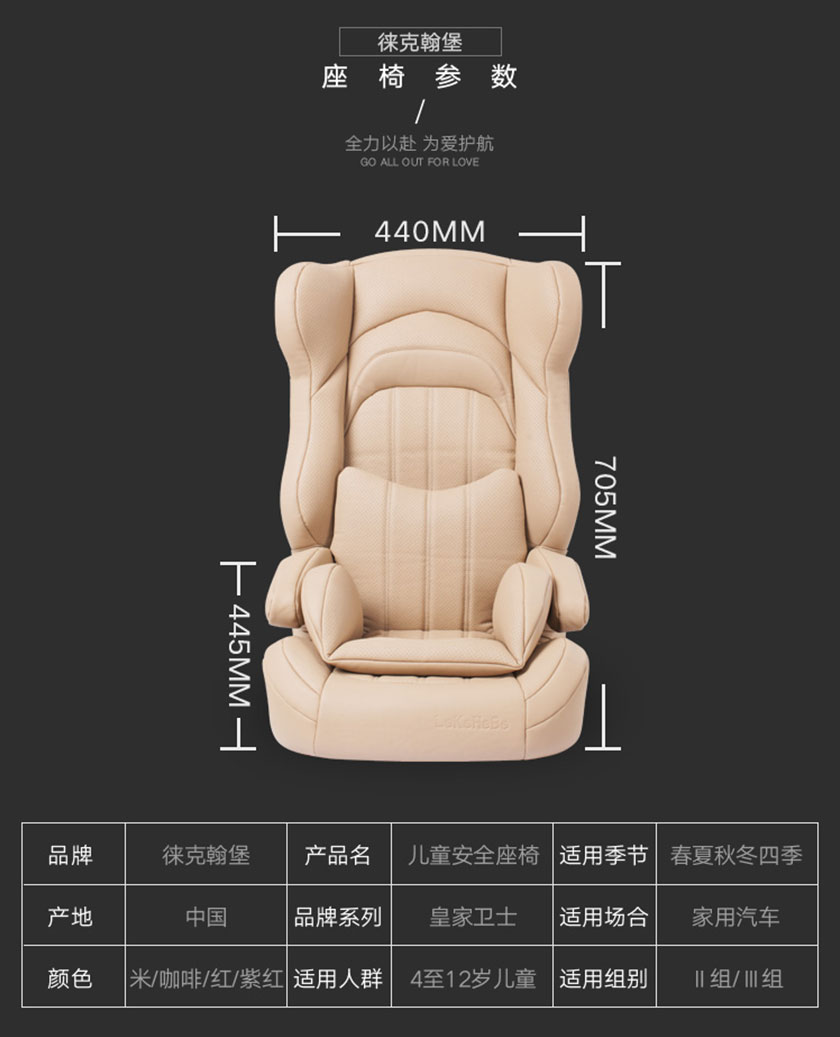 徕克翰堡
座椅参数
/
全力以赴 为爱护航
GO ALL OUT FOR LOVE
440MM
705MM
445MM
LeKeHeBe
品牌 徕克翰堡 产品名 儿童安全座椅 适用季节 春夏秋冬四季
产地 中国 品牌系列 皇家卫士 适用场合 家用汽车
颜色 米/咖啡/红/紫红 适用人群 4至12岁儿童 适用组别 Ⅱ组/Ⅲ组